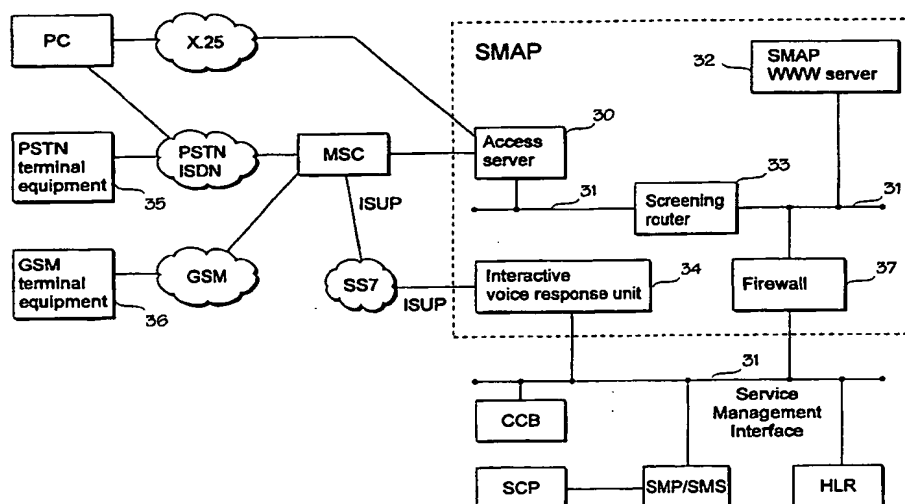 PC
X.25
SMAP
32
SMAP
WWW server
PSTN
terminal
equipment
35
PSTN
ISDN
MSC
Access
server
30
31
33
Screening
router
31
ISUP
GSM
terminal
equipment
36
GSM
SS7
ISUP
Interactive
voice response unit
34
Firewall
37
31
CCB
Service
Management
Interface
SCP
SMP/SMS
HLR